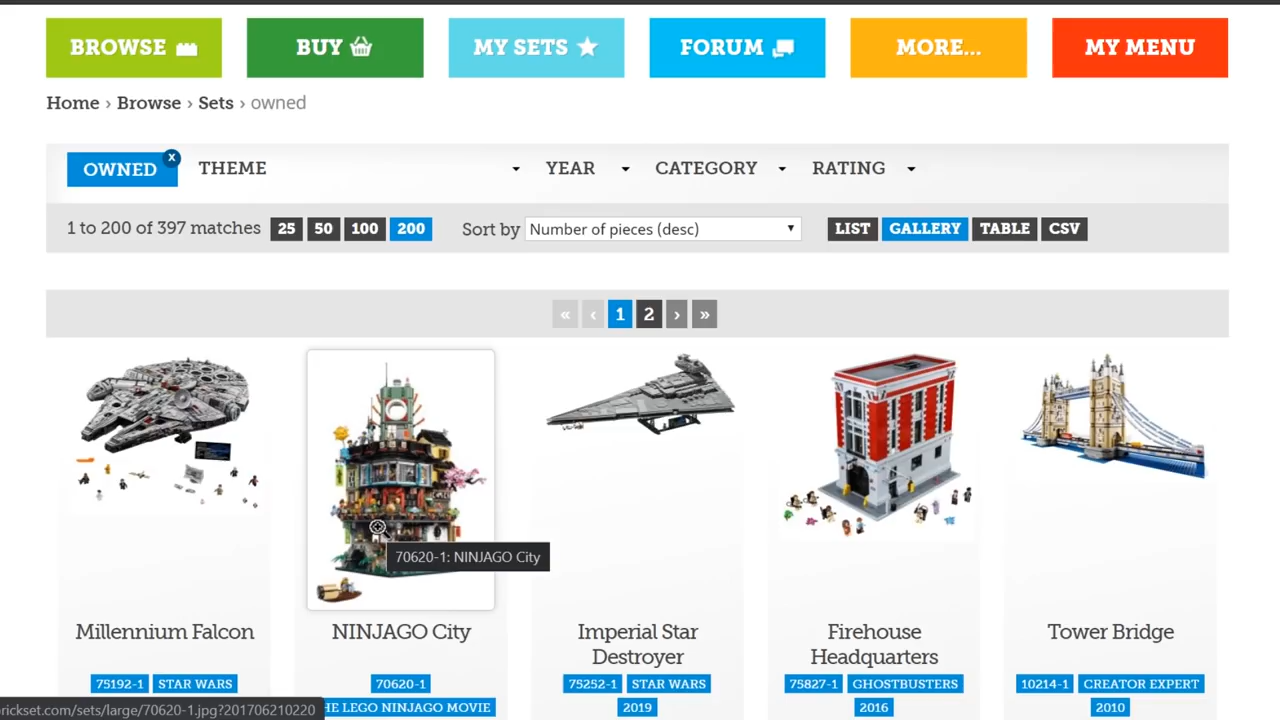 BROWSE BUY MY SETS FORUM MORE... MY MENU
Home › Browse › Sets › owned
OWNED x THEME YEAR CATEGORY RATING
1 to 200 of 397 matches 25 50 100 200 Sort by Number of pieces (desc) LIST GALLERY TABLE CSV
« ‹ 1 2 › »
70620-1: NINJAGO City
Millennium Falcon
75192-1 STAR WARS
NINJAGO City
70620-1
HE LEGO NINJAGO MOVIE
Imperial Star
Destroyer
75252-1 STAR WARS
2019
Firehouse
Headquarters
75827-1 GHOSTBUSTERS
2016
Tower Bridge
10214-1 CREATOR EXPERT
2010
rickset.com/sets/large/70620-1.jpg?201706210220